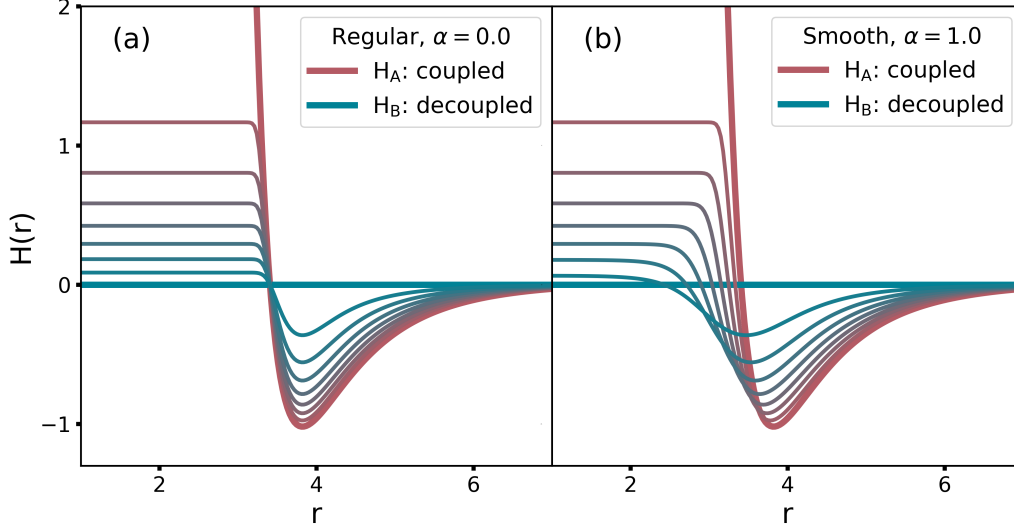 (a)
Regular, α = 0.0
H_A: coupled
H_B: decoupled
(b)
Smooth, α = 1.0
H_A: coupled
H_B: decoupled
H(r)
2
1
0
−1
2
4
6
r
2
4
6
r